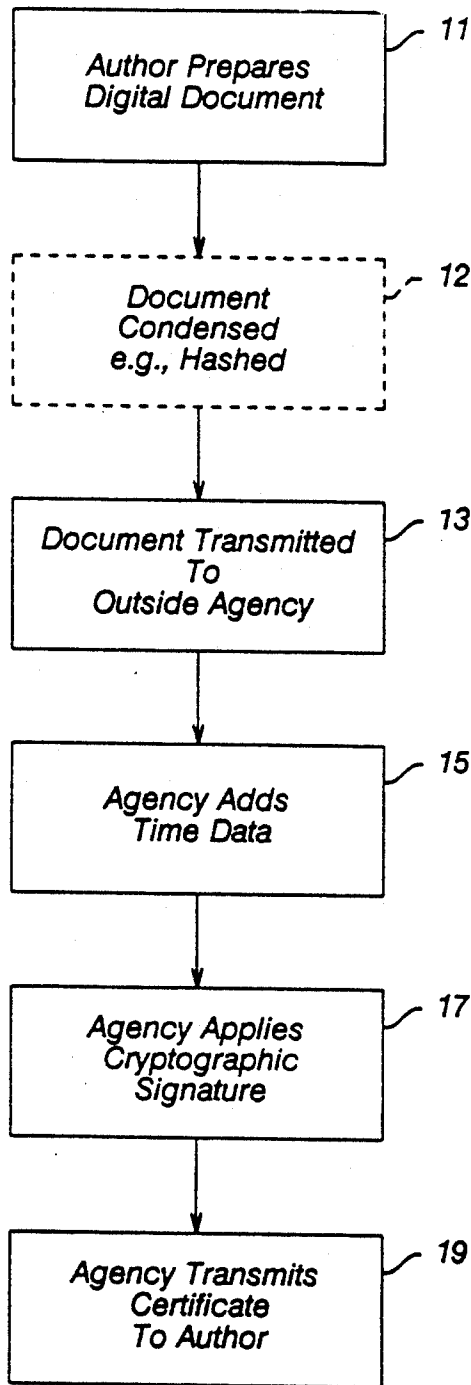 11
Author Prepares
Digital Document
12
Document
Condensed
e.g., Hashed
13
Document Transmitted
To
Outside Agency
15
Agency Adds
Time Data
17
Agency Applies
Cryptographic
Signature
19
Agency Transmits
Certificate
To Author